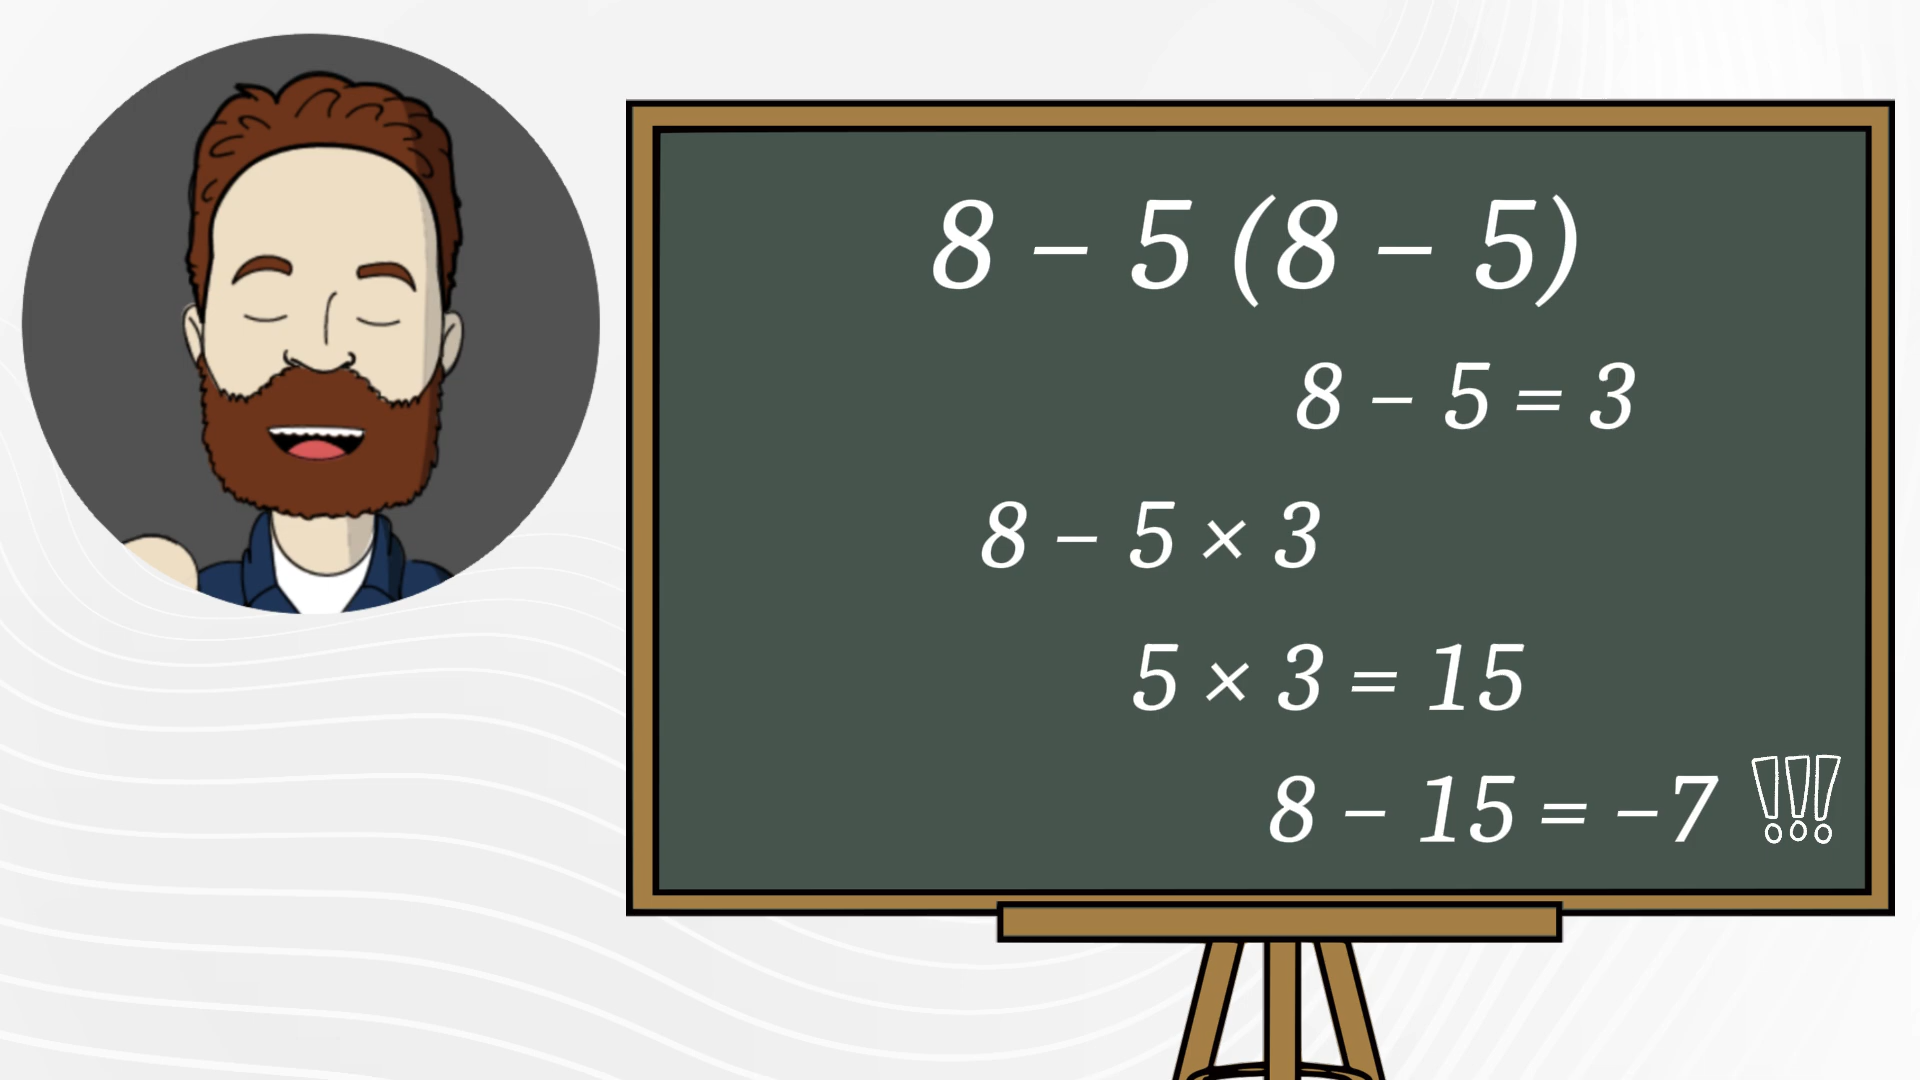 8 – 5 (8 – 5)
8 – 5 = 3
8 – 5 × 3
5 × 3 = 15
8 – 15 = –7 !!!